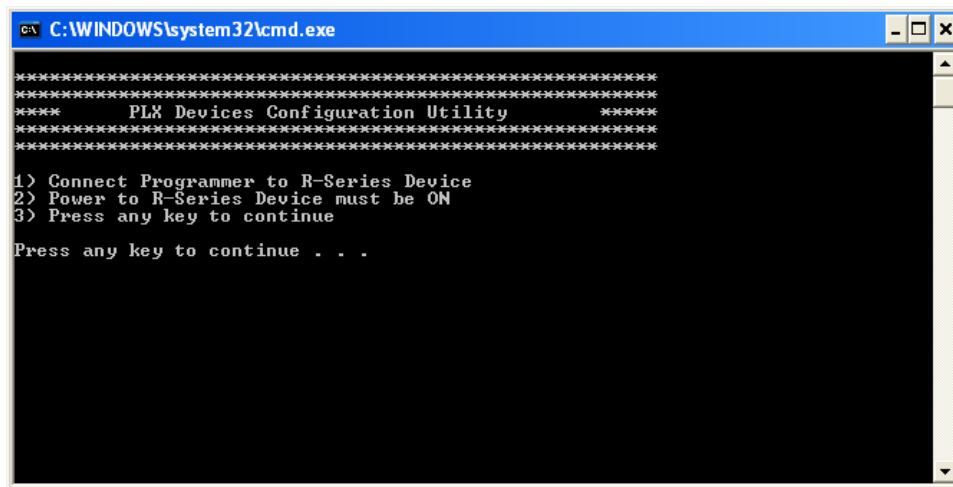 C:\WINDOWS\system32\cmd.exe
********************************************************
********************************************************
**** PLX Devices Configuration Utility *****
********************************************************
********************************************************
1) Connect Programmer to R-Series Device
2) Power to R-Series Device must be ON
3) Press any key to continue
Press any key to continue . . .